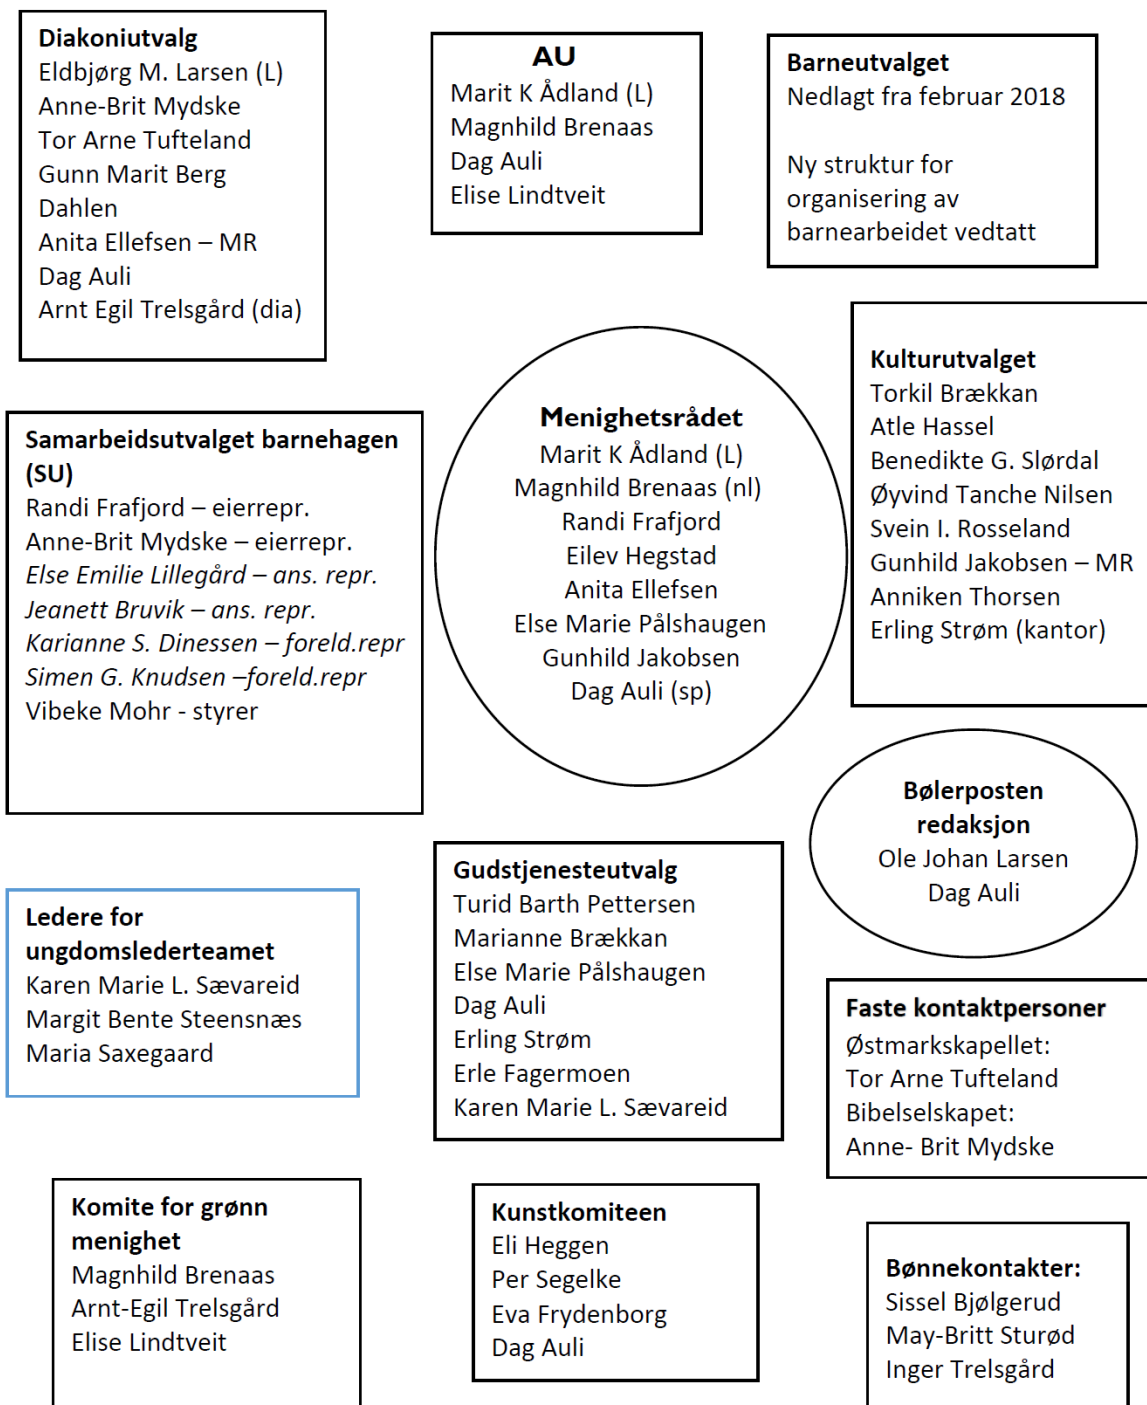 Diakoniutvalg
Eldbjørg M. Larsen (L)
Anne-Brit Mydske
Tor Arne Tufteland
Gunn Marit Berg
Dahlen
Anita Ellefsen – MR
Dag Auli
Arnt Egil Trelsgård (dia)
AU
Marit K Ådland (L)
Magnhild Brenaas
Dag Auli
Elise Lindtveit
Barneutvalget
Nedlagt fra februar 2018
Ny struktur for
organisering av
barnearbeidet vedtatt
Samarbeidsutvalget barnehagen
(SU)
Randi Frafjord – eierrepr.
Anne-Brit Mydske – eierrepr.
Else Emilie Lillegård – ans. repr.
Jeanett Bruvik – ans. repr.
Karianne S. Dinessen – foreld.repr
Simen G. Knudsen –foreld.repr
Vibeke Mohr - styrer
Menighetsrådet
Marit K Ådland (L)
Magnhild Brenaas (nl)
Randi Frafjord
Eilev Hegstad
Anita Ellefsen
Else Marie Pålshaugen
Gunhild Jakobsen
Dag Auli (sp)
Kulturutvalget
Torkil Brækkan
Atle Hassel
Benedikte G. Slørdal
Øyvind Tanche Nilsen
Svein I. Rosseland
Gunhild Jakobsen – MR
Anniken Thorsen
Erling Strøm (kantor)
Bølerposten
redaksjon
Ole Johan Larsen
Dag Auli
Ledere for
ungdomslederteamet
Karen Marie L. Sævareid
Margit Bente Steensnæs
Maria Saxegaard
Gudstjenesteutvalg
Turid Barth Pettersen
Marianne Brækkan
Else Marie Pålshaugen
Dag Auli
Erling Strøm
Erle Fagermoen
Karen Marie L. Sævareid
Faste kontaktpersoner
Østmarkskapellet:
Tor Arne Tufteland
Bibelselskapet:
Anne- Brit Mydske
Komite for grønn
menighet
Magnhild Brenaas
Arnt-Egil Trelsgård
Elise Lindtveit
Kunstkomiteen
Eli Heggen
Per Segelke
Eva Frydenborg
Dag Auli
Bønnekontakter:
Sissel Bjølgerud
May-Britt Sturød
Inger Trelsgård